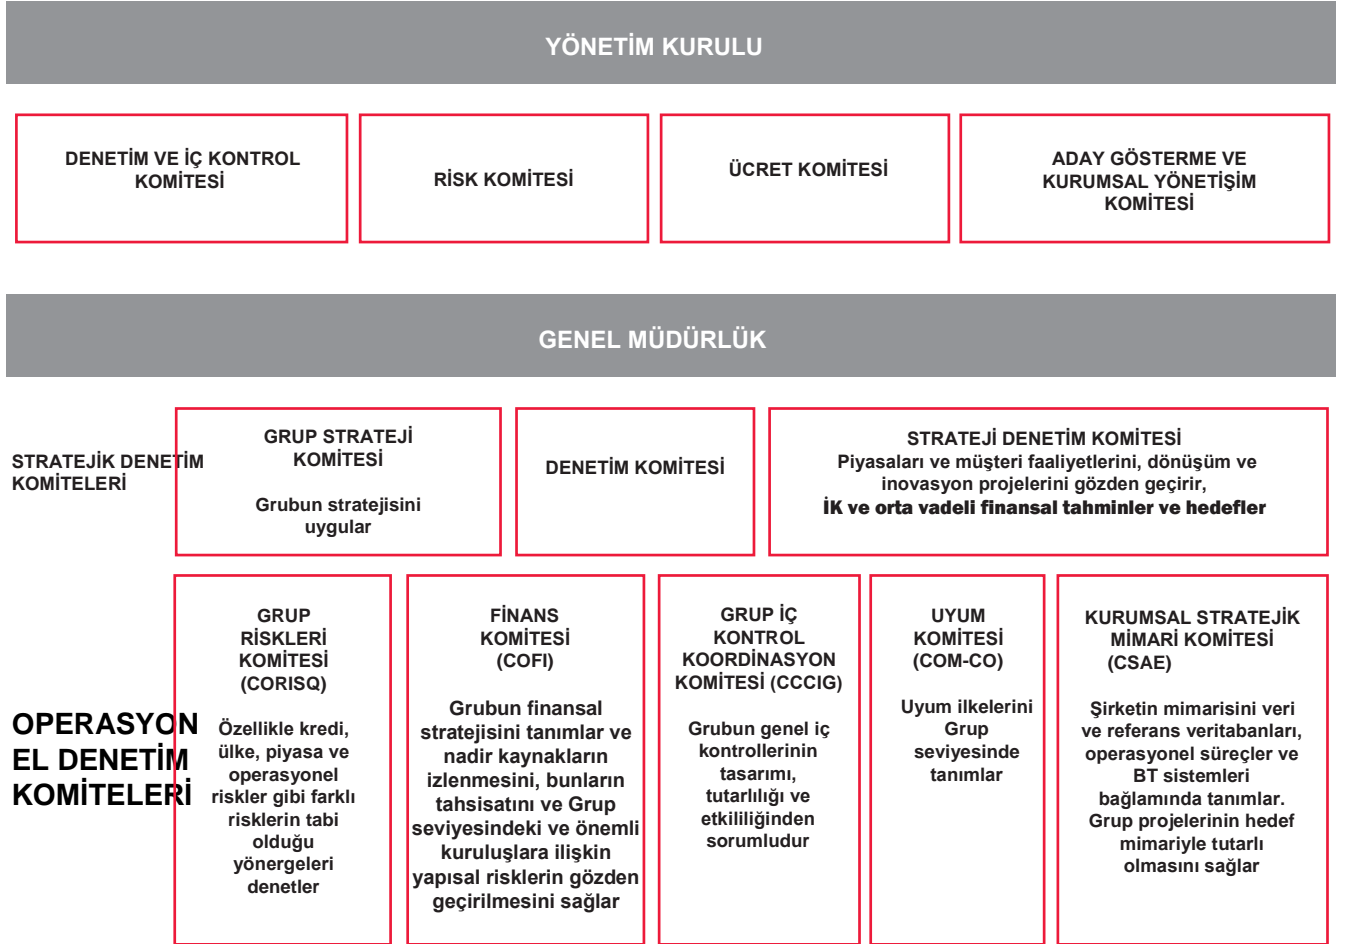 YÖNETİM KURULU
DENETİM VE İÇ KONTROL
KOMİTESİ
RİSK KOMİTESİ
ÜCRET KOMİTESİ
ADAY GÖSTERME VE
KURUMSAL YÖNETİŞİM
KOMİTESİ
GENEL MÜDÜRLÜK
STRATEJİK DENETİM
KOMİTELERİ
GRUP STRATEJİ
KOMİTESİ
Grubun stratejisini
uygular
DENETİM KOMİTESİ
STRATEJİ DENETİM KOMİTESİ
Piyasaları ve müşteri faaliyetlerini, dönüşüm ve
inovasyon projelerini gözden geçirir,
İK ve orta vadeli finansal tahminler ve hedefler
OPERASYON
EL DENETİM
KOMİTELERİ
GRUP
RİSKLERİ
KOMİTESİ
(CORISQ)
Özellikle kredi,
ülke, piyasa ve
operasyonel
riskler gibi farklı
risklerin tabi
olduğu
yönergeleri
denetler
FİNANS
KOMİTESİ
(COFI)
Grubun finansal
stratejisini tanımlar ve
nadir kaynakların
izlenmesini, bunların
tahsisatını ve Grup
seviyesindeki ve önemli
kuruluşlara ilişkin
yapısal risklerin gözden
geçirilmesini sağlar
GRUP İÇ
KONTROL
KOORDİNASYON
KOMİTESİ (CCCIG)
Grubun genel iç
kontrollerinin
tasarımı,
tutarlılığı ve
etkililiğinden
sorumludur
UYUM
KOMİTESİ
(COM-CO)
Uyum ilkelerini
Grup
seviyesinde
tanımlar
KURUMSAL STRATEJİK
MİMARİ KOMİTESİ
(CSAE)
Şirketin mimarisini veri
ve referans veritabanları,
operasyonel süreçler ve
BT sistemleri
bağlamında tanımlar.
Grup projelerinin hedef
mimariyle tutarlı
olmasını sağlar